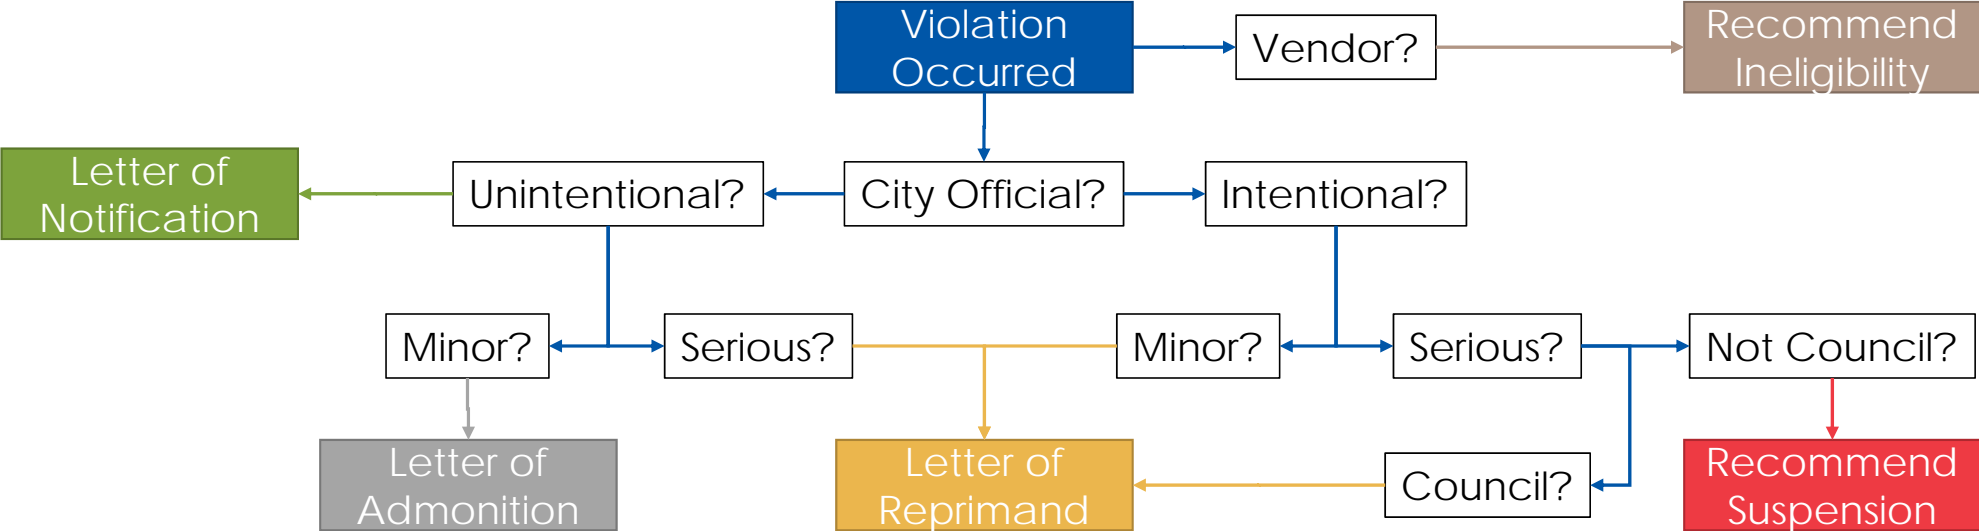 Violation
Occurred
Vendor?
Recommend
Ineligibility
Letter of
Notification
Unintentional?
City Official?
Intentional?
Minor?
Serious?
Minor?
Serious?
Not Council?
Letter of
Admonition
Letter of
Reprimand
Council?
Recommend
Suspension